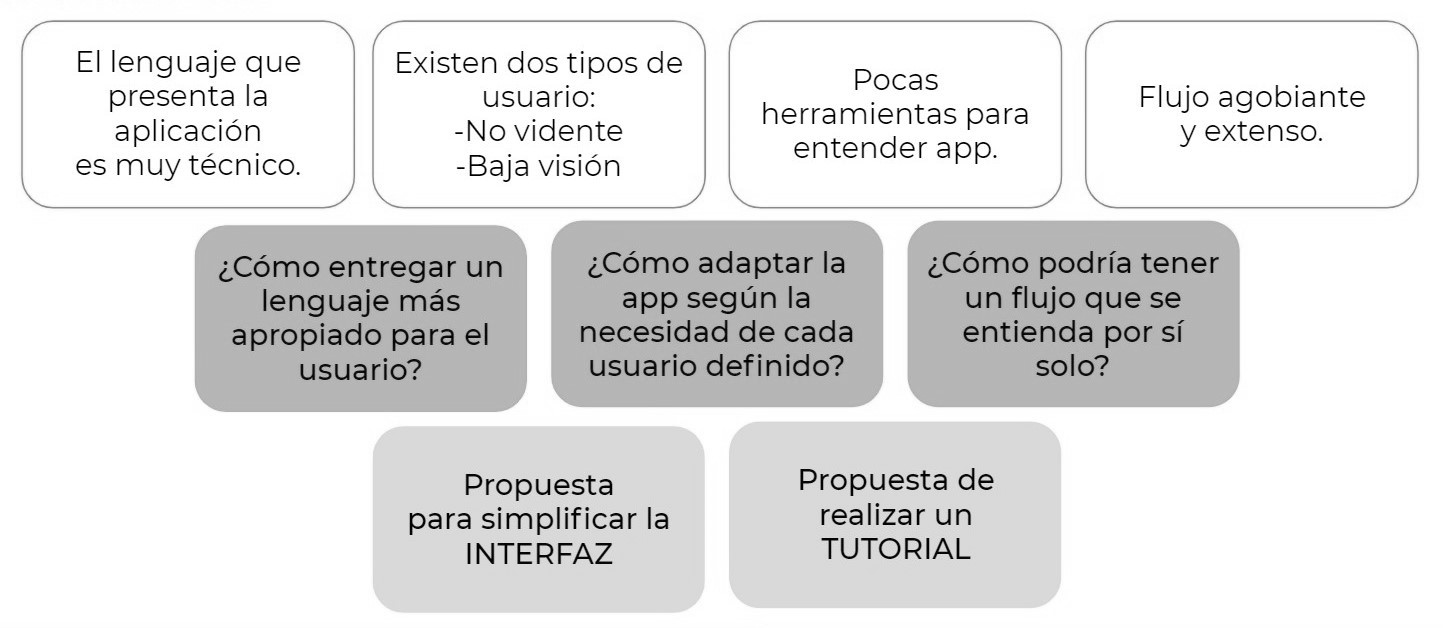 El lenguaje que
presenta la
aplicación
es muy técnico.
Existen dos tipos de
usuario:
-No vidente
-Baja visión
Pocas
herramientas para
entender app.
Flujo agobiante
y extenso.
¿Cómo entregar un
lenguaje más
apropiado para el
usuario?
¿Cómo adaptar la
app según la
necesidad de cada
usuario definido?
¿Cómo podría tener
un flujo que se
entienda por sí
solo?
Propuesta
para simplificar la
INTERFAZ
Propuesta de
realizar un
TUTORIAL